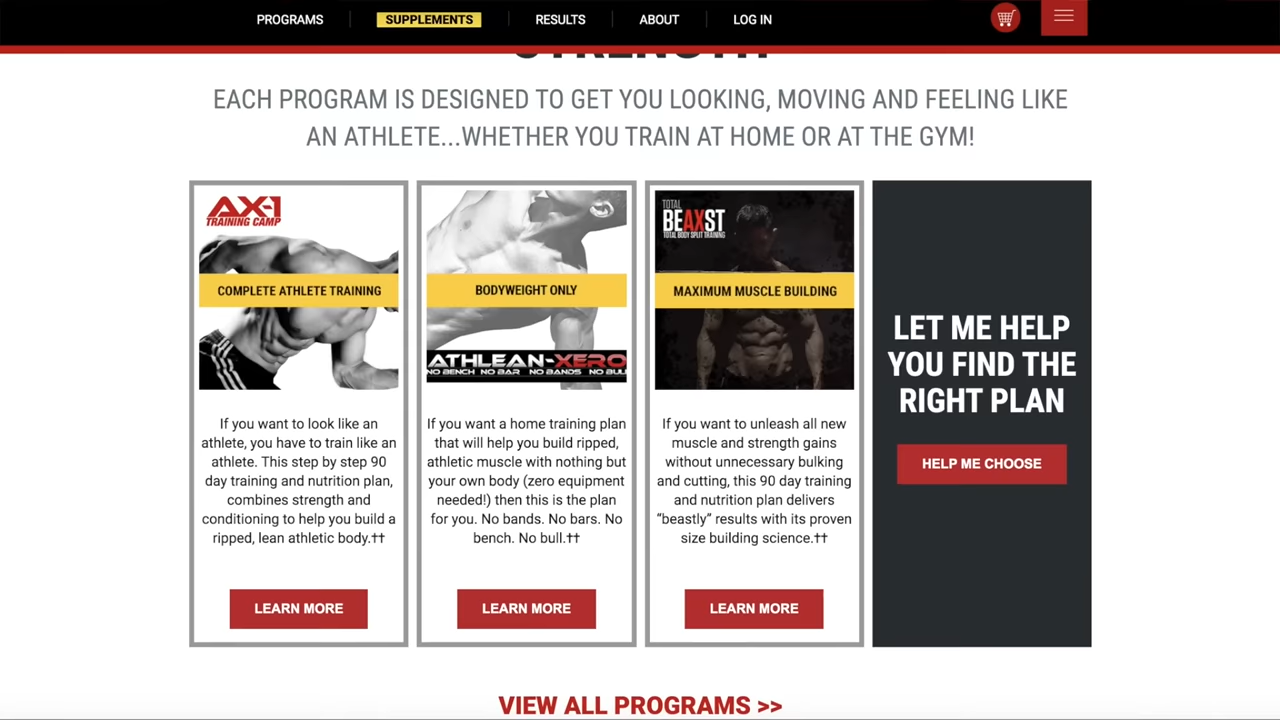 PROGRAMS
SUPPLEMENTS
RESULTS
ABOUT
LOG IN
STRENGTH
EACH PROGRAM IS DESIGNED TO GET YOU LOOKING, MOVING AND FEELING LIKE
AN ATHLETE...WHETHER YOU TRAIN AT HOME OR AT THE GYM!
AX-1
TRAINING CAMP
COMPLETE ATHLETE TRAINING
If you want to look like an
athlete, you have to train like an
athlete. This step by step 90
day training and nutrition plan,
combines strength and
conditioning to help you build a
ripped, lean athletic body.††
LEARN MORE
BODYWEIGHT ONLY
ATHLEAN-XERO
NO BENCH NO BAR NO BANDS NO BULL
If you want a home training plan
that will help you build ripped,
athletic muscle with nothing but
your own body (zero equipment
needed!) then this is the plan
for you. No bands. No bars. No
bench. No bull.††
LEARN MORE
TOTAL
BEAXST
TOTAL BODY SPLIT TRAINING
MAXIMUM MUSCLE BUILDING
If you want to unleash all new
muscle and strength gains
without unnecessary bulking
and cutting, this 90 day training
and nutrition plan delivers
“beastly” results with its proven
size building science.††
LEARN MORE
LET ME HELP
YOU FIND THE
RIGHT PLAN
HELP ME CHOOSE
VIEW ALL PROGRAMS >>